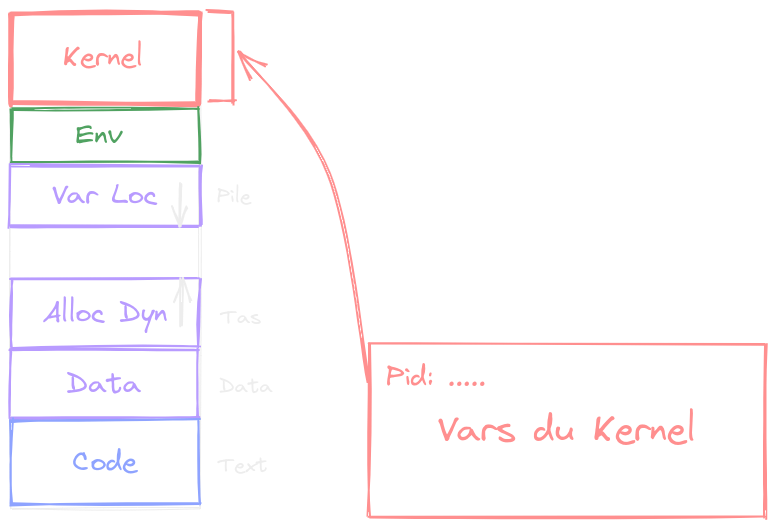 Kernel
Env
Var Loc
Pile
Alloc Dyn
Tas
Data
Data
Code
Text
Pid: .....
Vars du Kernel